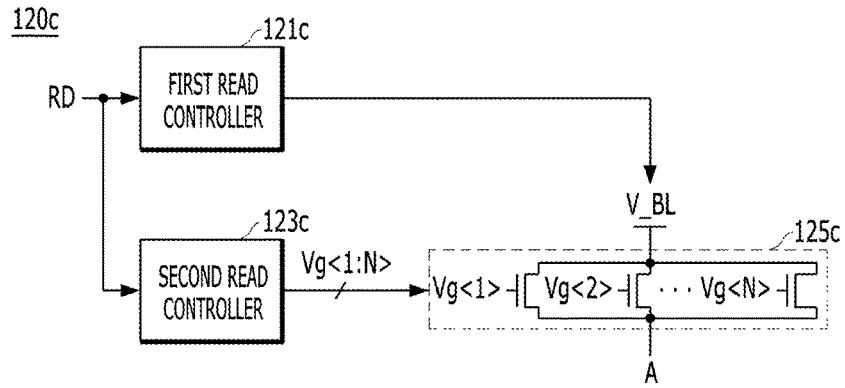 120c
121c
FIRST READ
CONTROLLER
RD
V_BL
123c
125c
SECOND READ
CONTROLLER
Vg<1:N>
Vg<1> Vg<2> ··· Vg<N>
A